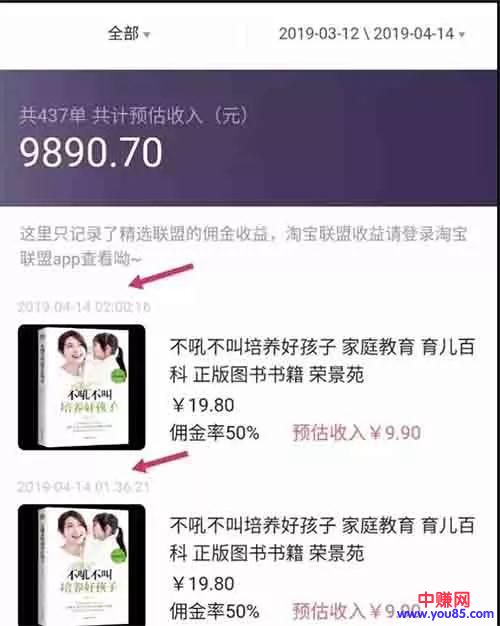 全部
2019-03-12 \ 2019-04-14
共437单 共计预估收入（元）
9890.70
这里只记录了精选联盟的佣金收益，淘宝联盟收益请登录淘宝
联盟app查看呦~
2019-04-14 02:00:16
不吼不叫
培养好孩子
不吼不叫培养好孩子 家庭教育 育儿百
科 正版图书书籍 荣景苑
￥19.80
佣金率50%
预估收入￥9.90
2019-04-14 01:36:21
不吼不叫
培养好孩子
不吼不叫培养好孩子 家庭教育 育儿百
科 正版图书书籍 荣景苑
￥19.80
佣金率50%
预估收入￥9.90
中赚网
www.you85.com